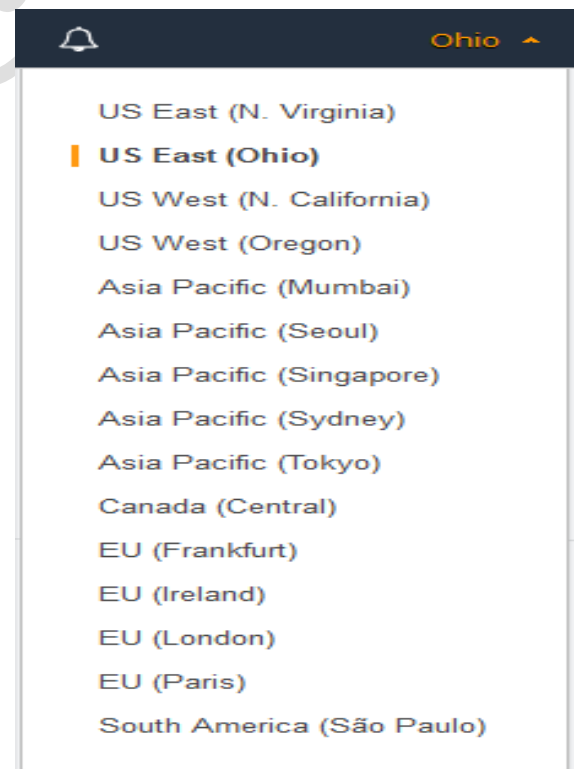 Ohio
US East (N. Virginia)
US East (Ohio)
US West (N. California)
US West (Oregon)
Asia Pacific (Mumbai)
Asia Pacific (Seoul)
Asia Pacific (Singapore)
Asia Pacific (Sydney)
Asia Pacific (Tokyo)
Canada (Central)
EU (Frankfurt)
EU (Ireland)
EU (London)
EU (Paris)
South America (São Paulo)